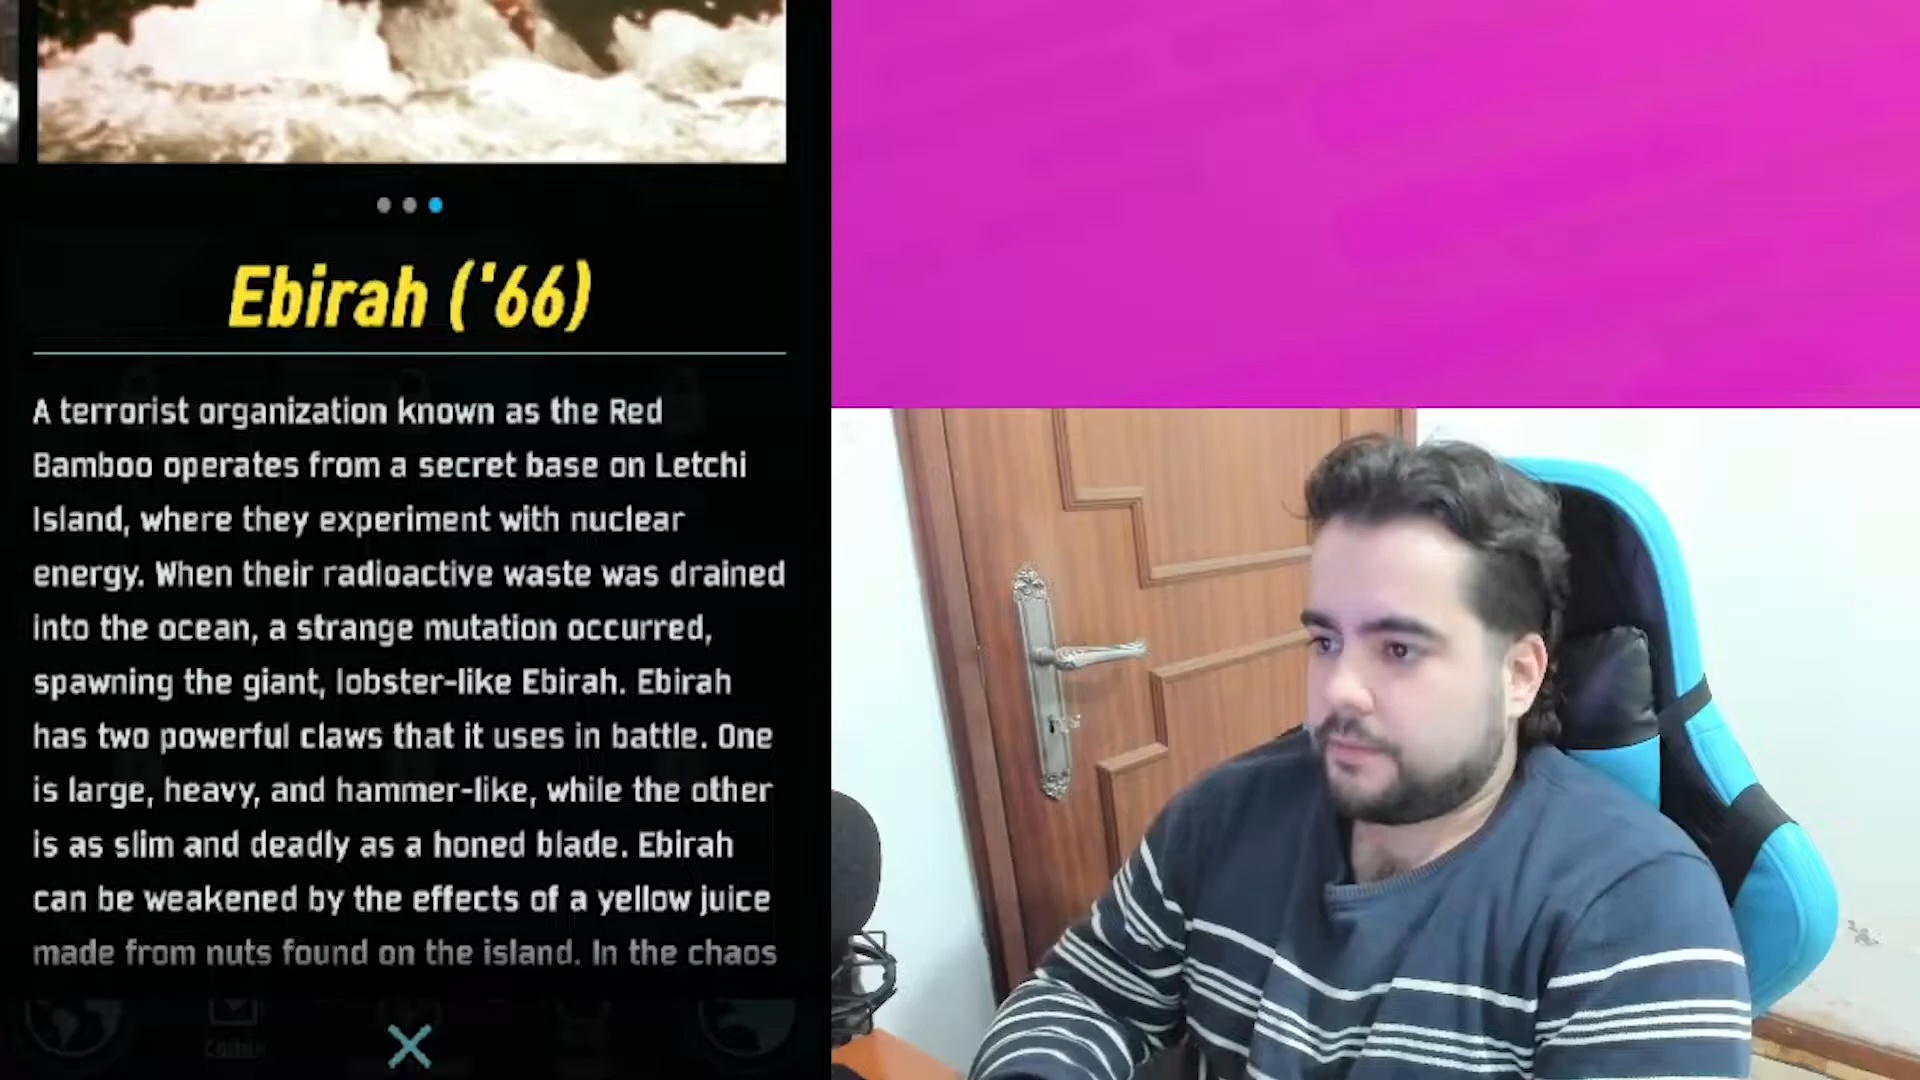 Ebirah ('66)
A terrorist organization known as the Red
Bamboo operates from a secret base on Letchi
Island, where they experiment with nuclear
energy. When their radioactive waste was drained
into the ocean, a strange mutation occurred,
spawning the giant, lobster-like Ebirah. Ebirah
has two powerful claws that it uses in battle. One
is large, heavy, and hammer-like, while the other
is as slim and deadly as a honed blade. Ebirah
can be weakened by the effects of a yellow juice
made from nuts found on the island. In the chaos
Codex